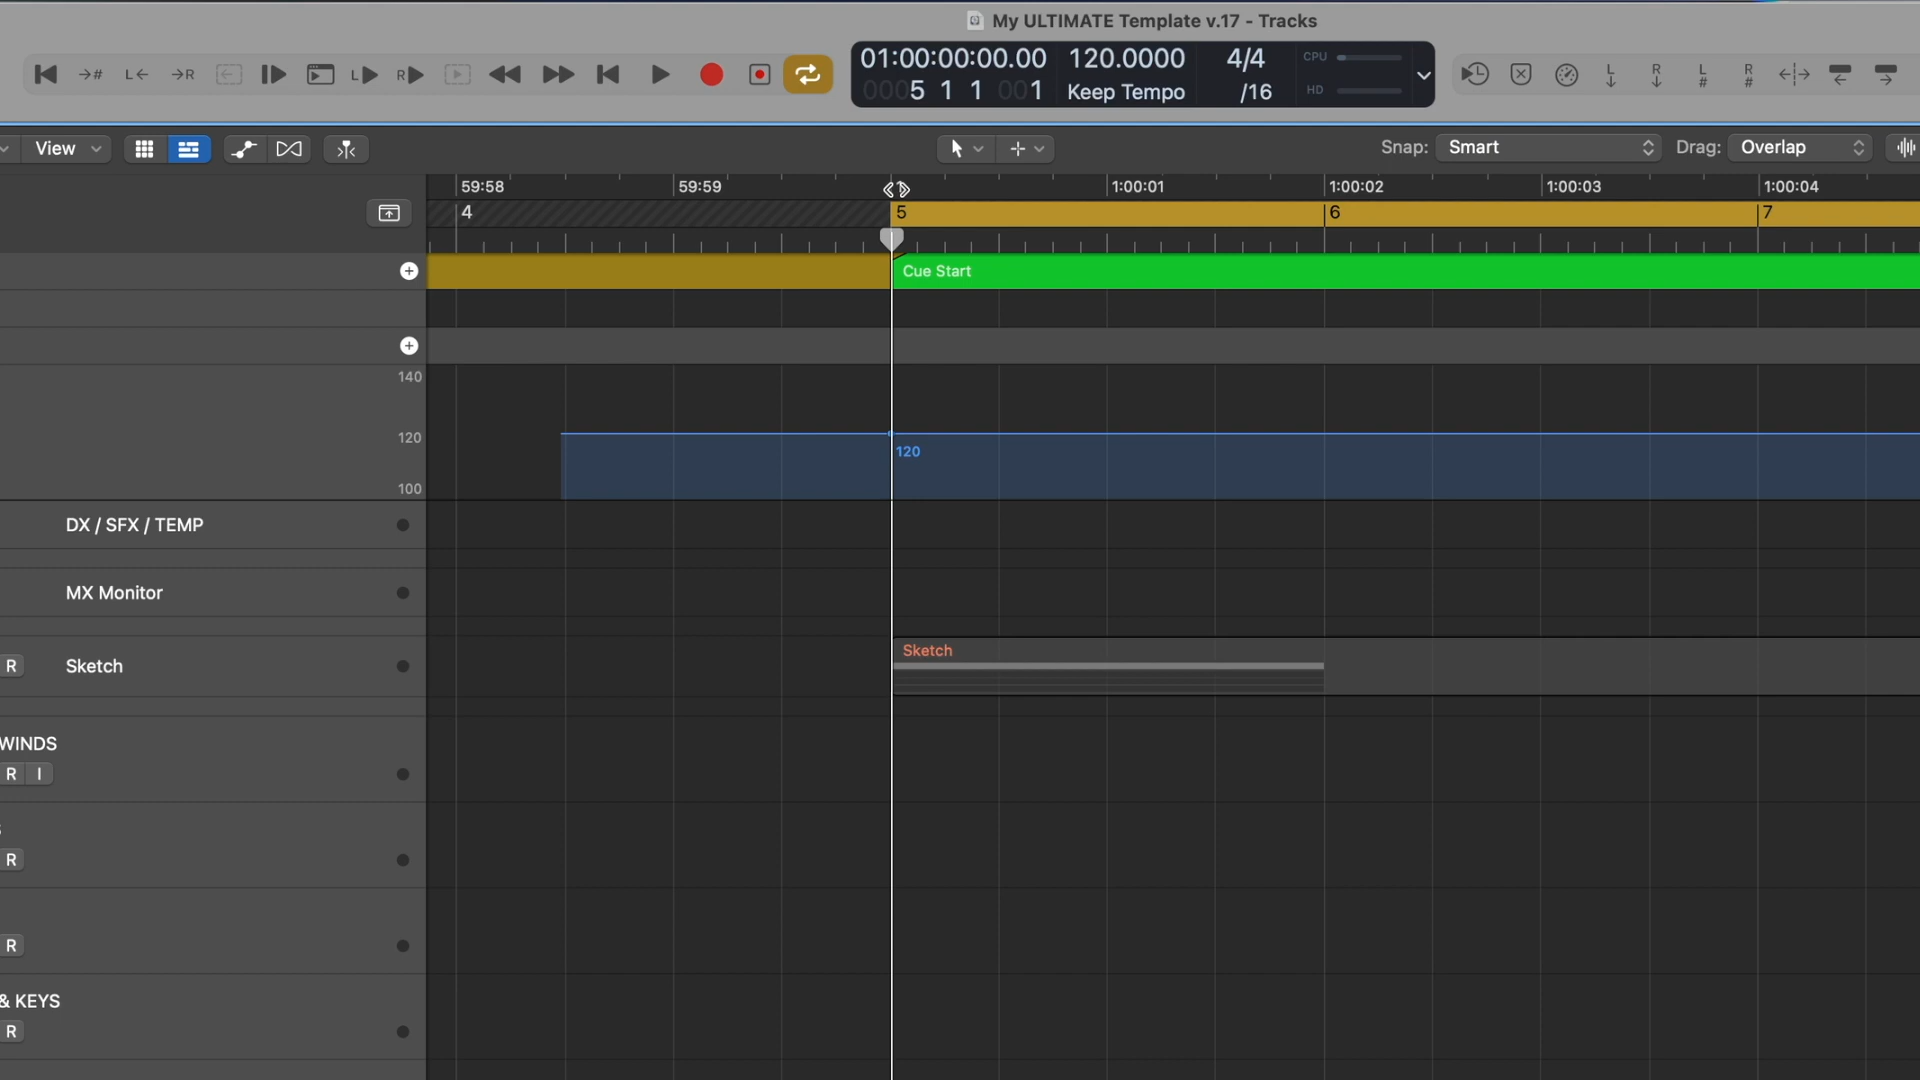 My ULTIMATE Template v.17 - Tracks
→# L← →R L R L R L # R #
01:00:00:00.00 120.0000 4/4 CPU
0005 1 1 001 Keep Tempo /16 HD
View Snap: Smart Drag: Overlap
59:58 59:59 1:00:01 1:00:02 1:00:03 1:00:04
4 5 6 7
Cue Start
140
120
120
100
DX / SFX / TEMP
MX Monitor
Sketch
R Sketch
WINDS
R I
R
R
& KEYS
R